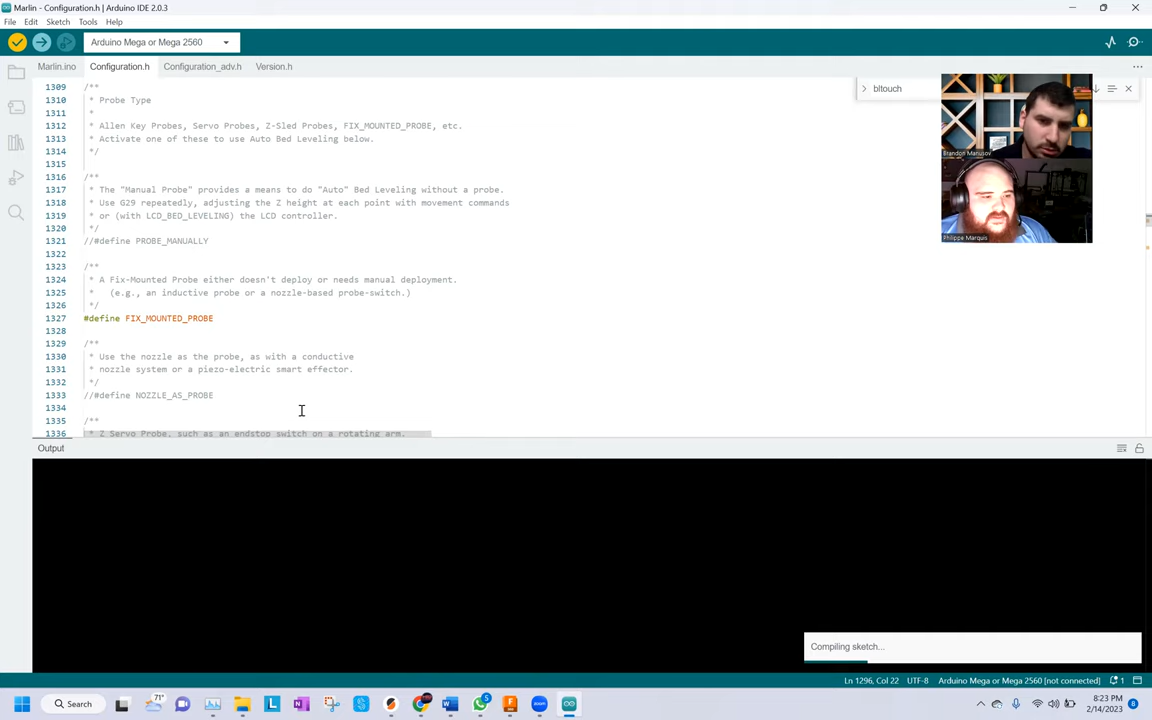 Marlin - Configuration.h | Arduino IDE 2.0.3
File Edit Sketch Tools Help
Arduino Mega or Mega 2560
Marlin.ino Configuration.h Configuration_adv.h Version.h
bltouch
1309 /**
1310 * Probe Type
1311 *
1312 * Allen Key Probes, Servo Probes, Z-Sled Probes, FIX_MOUNTED_PROBE, etc.
1313 * Activate one of these to use Auto Bed Leveling below.
1314 */
1315
1316 /**
1317 * The "Manual Probe" provides a means to do "Auto" Bed Leveling without a probe.
1318 * Use G29 repeatedly, adjusting the Z height at each point with movement commands
1319 * or (with LCD_BED_LEVELING) the LCD controller.
1320 */
1321 //#define PROBE_MANUALLY
1322
1323 /**
1324 * A Fix-Mounted Probe either doesn't deploy or needs manual deployment.
1325 * (e.g., an inductive probe or a nozzle-based probe-switch.)
1326 */
1327 #define FIX_MOUNTED_PROBE
1328
1329 /**
1330 * Use the nozzle as the probe, as with a conductive
1331 * nozzle system or a piezo-electric smart effector.
1332 */
1333 //#define NOZZLE_AS_PROBE
1334
1335 /**
1336 * Z Servo Probe, such as an endstop switch on a rotating arm.
Brandon Manusov
Philippe Marquis
Output
Compiling sketch...
Ln 1296, Col 22 UTF-8 Arduino Mega or Mega 2560 [not connected] 1
71°
Search
5
8:23 PM
2/14/2023
8